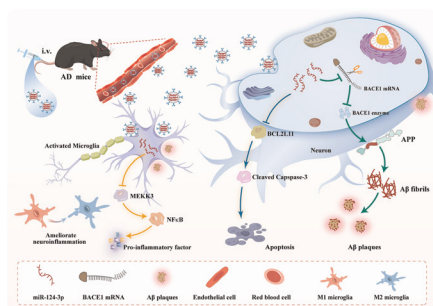 i.v.
AD mice
BACE1 mRNA
BACE1 enzyme
BCL2L11
Neuron
APP
Activated Microglia
MEKK3
Cleaved Capspase-3
Aβ fibrils
NFκB
Ameliorate
neuroinflammation
Pro-inflammatory factor
Apoptosis
Aβ plaques
miR-124-3p
BACE1 mRNA
Aβ plaques
Endothelial cell
Red blood cell
M1 microglia
M2 microglia